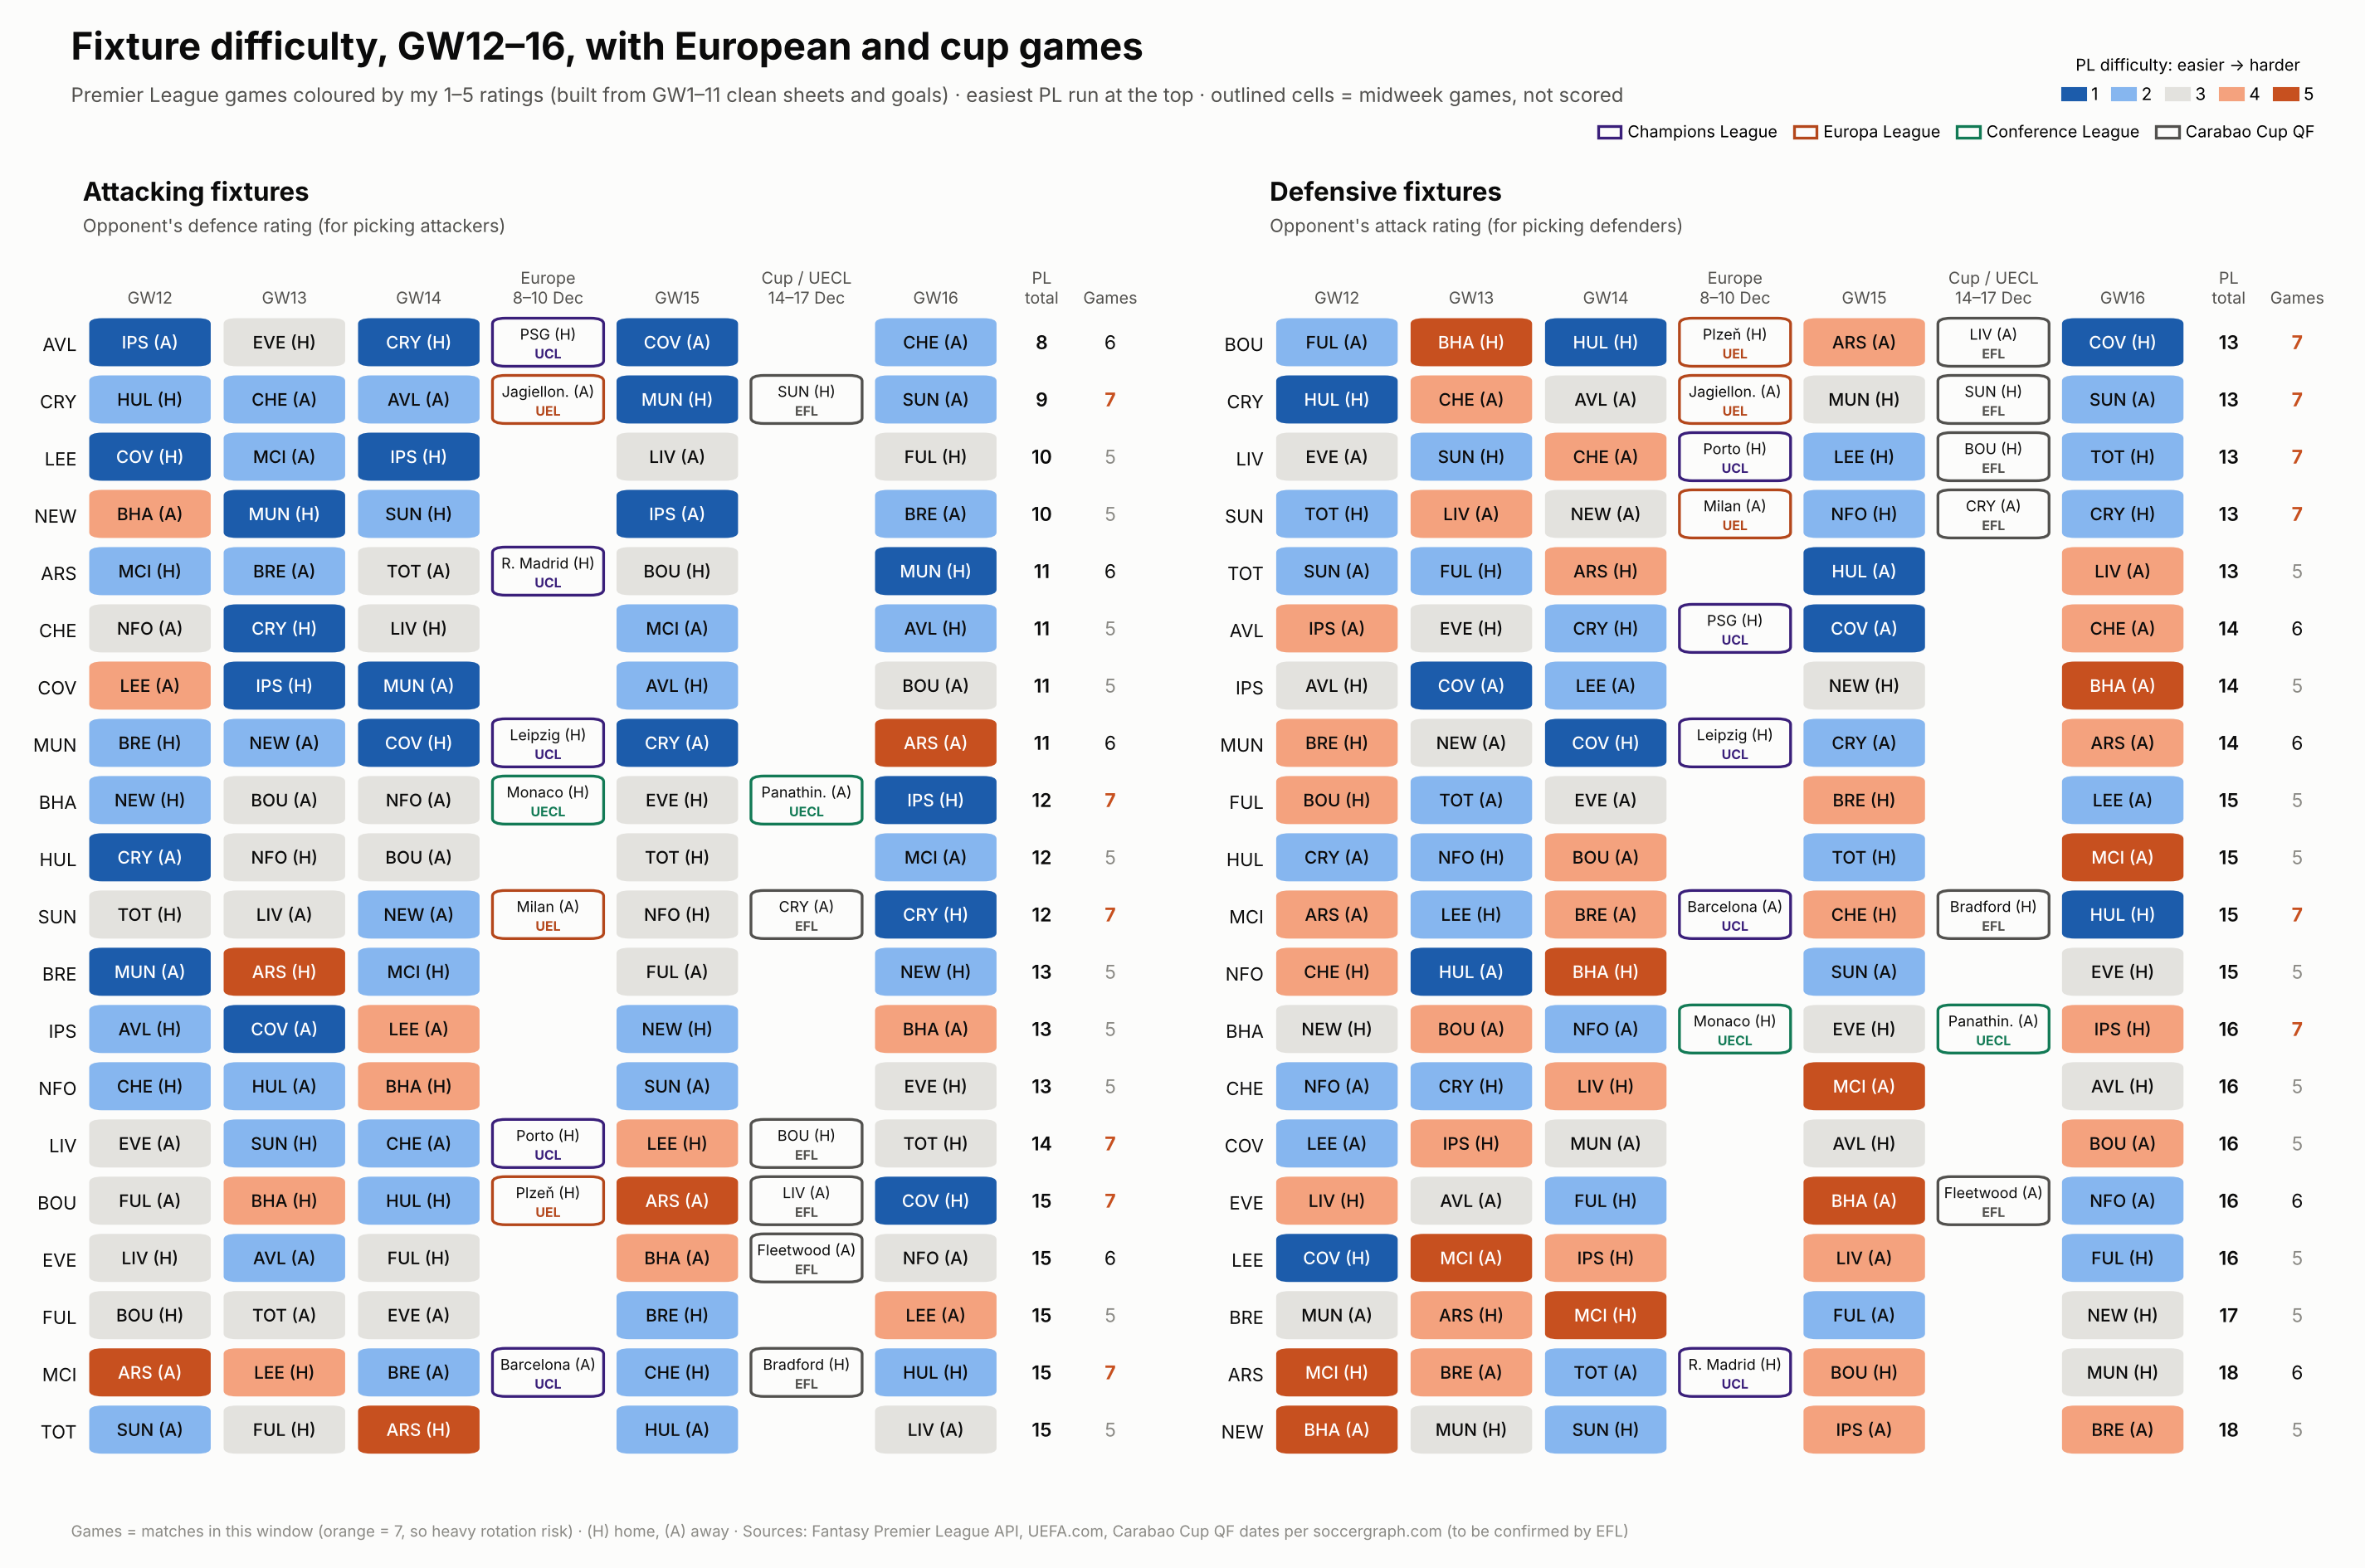 Fixture difficulty, GW12–16, with European and cup games
Premier League games coloured by my 1–5 ratings (built from GW1–11 clean sheets and goals) · easiest PL run at the top · outlined cells = midweek games, not scored
PL difficulty: easier → harder
1 2 3 4 5
Champions League Europa League Conference League Carabao Cup QF
Attacking fixtures
Opponent's defence rating (for picking attackers)
GW12 GW13 GW14 Europe 8–10 Dec GW15 Cup / UECL 14–17 Dec GW16 PL total Games
AVL IPS (A) EVE (H) CRY (H) PSG (H) UCL COV (A) CHE (A) 8 6
CRY HUL (H) CHE (A) AVL (A) Jagiellon. (A) UEL MUN (H) SUN (H) EFL SUN (A) 9 7
LEE COV (H) MCI (A) IPS (H) LIV (A) FUL (H) 10 5
NEW BHA (A) MUN (H) SUN (H) IPS (A) BRE (A) 10 5
ARS MCI (H) BRE (A) TOT (A) R. Madrid (H) UCL BOU (H) MUN (H) 11 6
CHE NFO (A) CRY (H) LIV (H) MCI (A) AVL (H) 11 5
COV LEE (A) IPS (H) MUN (A) AVL (H) BOU (A) 11 5
MUN BRE (H) NEW (A) COV (H) Leipzig (H) UCL CRY (A) ARS (A) 11 6
BHA NEW (H) BOU (A) NFO (A) Monaco (H) UECL EVE (H) Panathin. (A) UECL IPS (H) 12 7
HUL CRY (A) NFO (H) BOU (A) TOT (H) MCI (A) 12 5
SUN TOT (H) LIV (A) NEW (A) Milan (A) UEL NFO (H) CRY (A) EFL CRY (H) 12 7
BRE MUN (A) ARS (H) MCI (H) FUL (A) NEW (H) 13 5
IPS AVL (H) COV (A) LEE (A) NEW (H) BHA (A) 13 5
NFO CHE (H) HUL (A) BHA (H) SUN (A) EVE (H) 13 5
LIV EVE (A) SUN (H) CHE (A) Porto (H) UCL LEE (H) BOU (H) EFL TOT (H) 14 7
BOU FUL (A) BHA (H) HUL (H) Plzeň (H) UEL ARS (A) LIV (A) EFL COV (H) 15 7
EVE LIV (H) AVL (A) FUL (H) BHA (A) Fleetwood (A) EFL NFO (A) 15 6
FUL BOU (H) TOT (A) EVE (A) BRE (H) LEE (A) 15 5
MCI ARS (A) LEE (H) BRE (A) Barcelona (A) UCL CHE (H) Bradford (H) EFL HUL (H) 15 7
TOT SUN (A) FUL (H) ARS (H) HUL (A) LIV (A) 15 5
Defensive fixtures
Opponent's attack rating (for picking defenders)
GW12 GW13 GW14 Europe 8–10 Dec GW15 Cup / UECL 14–17 Dec GW16 PL total Games
BOU FUL (A) BHA (H) HUL (H) Plzeň (H) UEL ARS (A) LIV (A) EFL COV (H) 13 7
CRY HUL (H) CHE (A) AVL (A) Jagiellon. (A) UEL MUN (H) SUN (H) EFL SUN (A) 13 7
LIV EVE (A) SUN (H) CHE (A) Porto (H) UCL LEE (H) BOU (H) EFL TOT (H) 13 7
SUN TOT (H) LIV (A) NEW (A) Milan (A) UEL NFO (H) CRY (A) EFL CRY (H) 13 7
TOT SUN (A) FUL (H) ARS (H) HUL (A) LIV (A) 13 5
AVL IPS (A) EVE (H) CRY (H) PSG (H) UCL COV (A) CHE (A) 14 6
IPS AVL (H) COV (A) LEE (A) NEW (H) BHA (A) 14 5
MUN BRE (H) NEW (A) COV (H) Leipzig (H) UCL CRY (A) ARS (A) 14 6
FUL BOU (H) TOT (A) EVE (A) BRE (H) LEE (A) 15 5
HUL CRY (A) NFO (H) BOU (A) TOT (H) MCI (A) 15 5
MCI ARS (A) LEE (H) BRE (A) Barcelona (A) UCL CHE (H) Bradford (H) EFL HUL (H) 15 7
NFO CHE (H) HUL (A) BHA (H) SUN (A) EVE (H) 15 5
BHA NEW (H) BOU (A) NFO (A) Monaco (H) UECL EVE (H) Panathin. (A) UECL IPS (H) 16 7
CHE NFO (A) CRY (H) LIV (H) MCI (A) AVL (H) 16 5
COV LEE (A) IPS (H) MUN (A) AVL (H) BOU (A) 16 5
EVE LIV (H) AVL (A) FUL (H) BHA (A) Fleetwood (A) EFL NFO (A) 16 6
LEE COV (H) MCI (A) IPS (H) LIV (A) FUL (H) 16 5
BRE MUN (A) ARS (H) MCI (H) FUL (A) NEW (H) 17 5
ARS MCI (H) BRE (A) TOT (A) R. Madrid (H) UCL BOU (H) MUN (H) 18 6
NEW BHA (A) MUN (H) SUN (H) IPS (A) BRE (A) 18 5
Games = matches in this window (orange = 7, so heavy rotation risk) · (H) home, (A) away · Sources: Fantasy Premier League API, UEFA.com, Carabao Cup QF dates per soccergraph.com (to be confirmed by EFL)